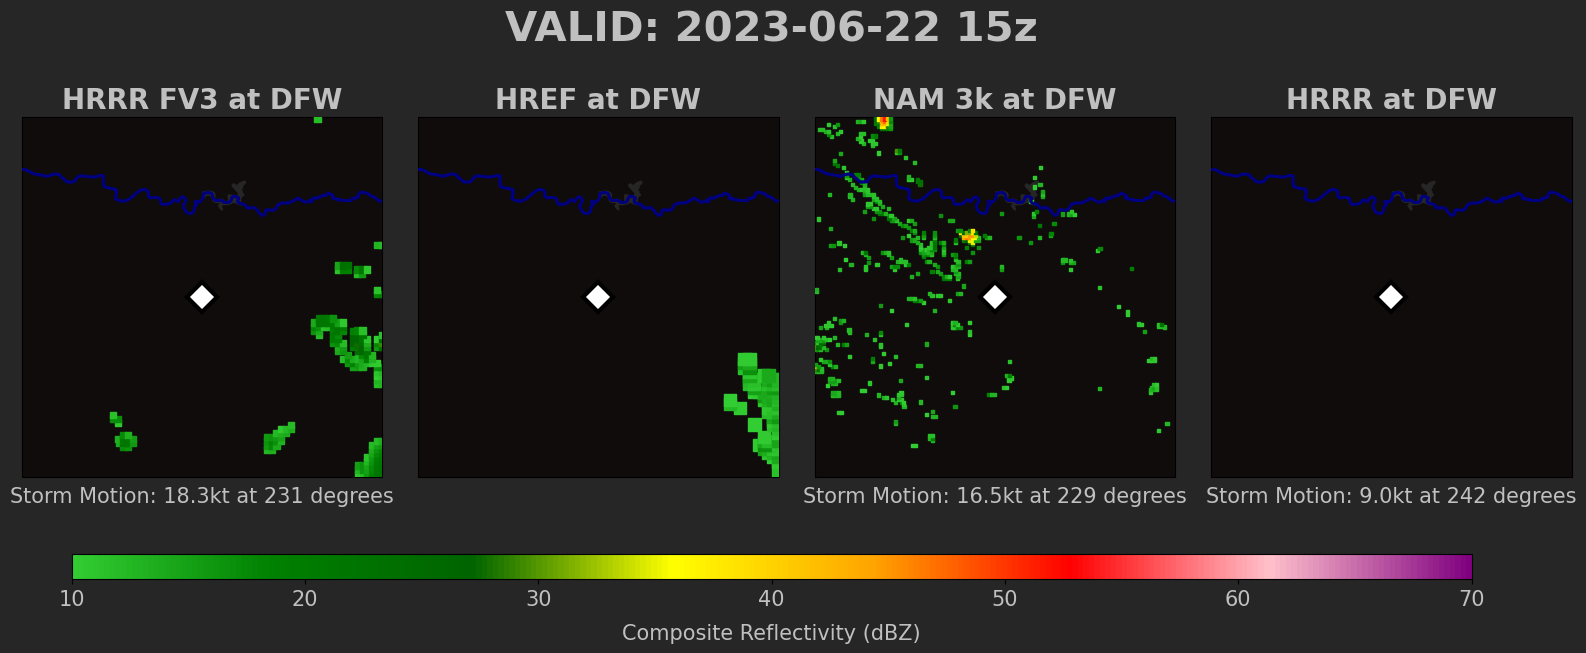 VALID: 2023-06-22 15z
HRRR FV3 at DFW
HREF at DFW
NAM 3k at DFW
HRRR at DFW
Storm Motion: 18.3kt at 231 degrees
Storm Motion: 16.5kt at 229 degrees
Storm Motion: 9.0kt at 242 degrees
10 20 30 40 50 60 70
Composite Reflectivity (dBZ)